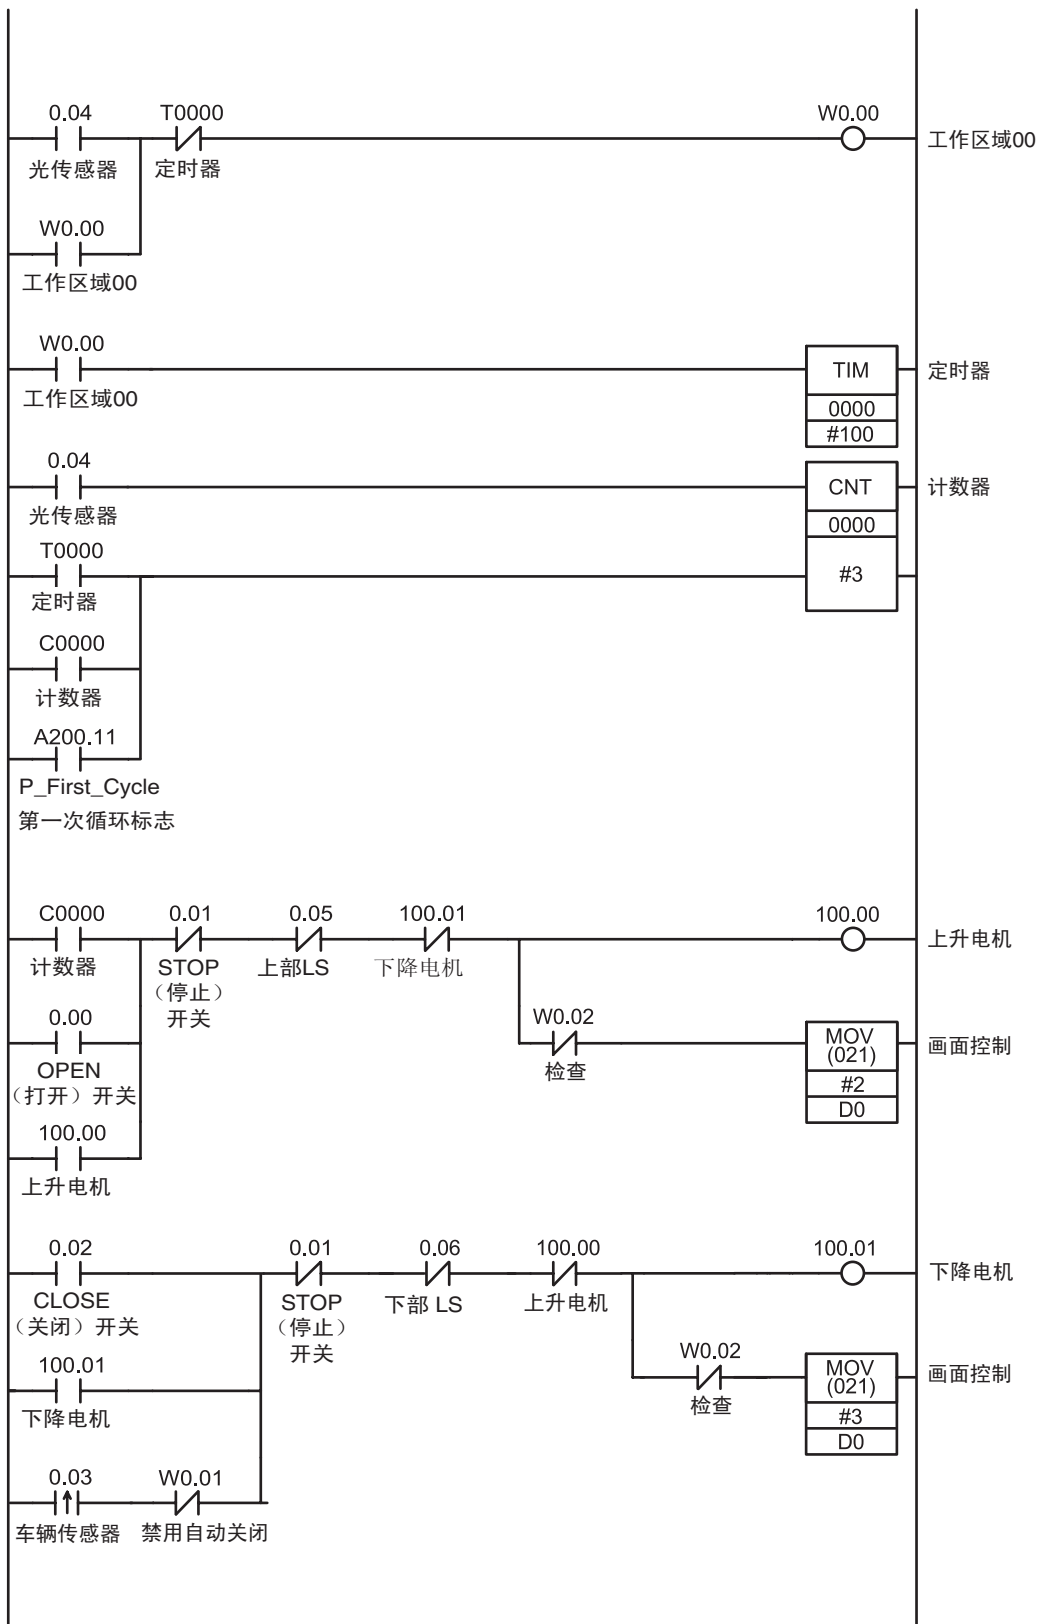 0.04 T0000 W0.00
光传感器 定时器 工作区域00
W0.00
工作区域00
W0.00
工作区域00 TIM 定时器
0000
#100
0.04
光传感器 CNT 计数器
0000
T0000
定时器 #3
C0000
计数器
A200.11
P_First_Cycle
第一次循环标志
C0000 0.01 0.05 100.01 100.00
计数器 STOP 上部LS 下降电机 上升电机
（停止）
开关
0.00 W0.02 MOV
OPEN 检查 (021) 画面控制
（打开）开关 #2
D0
100.00
上升电机
0.02 0.01 0.06 100.00 100.01
CLOSE STOP 下部 LS 上升电机 下降电机
（关闭）开关 （停止）
开关
100.01 W0.02 MOV
下降电机 检查 (021) 画面控制
#3
D0
0.03 W0.01
车辆传感器 禁用自动关闭